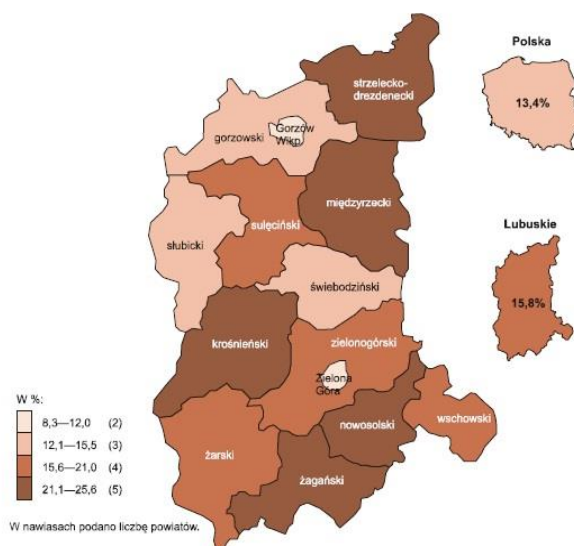 Polska
strzelecko-
drezdenecki
13,4%
Gorzów
Wlkp.
gorzowski
międzyrzecki
Lubuskie
sulęciński
słubicki
świebodziński
15,8%
krośnieński
zielonogórski
Zielona
Góra
W %:
8,3—12,0 (2)
12,1—15,5 (3)
15,6—21,0 (4)
21,1—25,6 (5)
wschowski
nowosolski
żarski
żagański
W nawiasach podano liczbę powiatów.